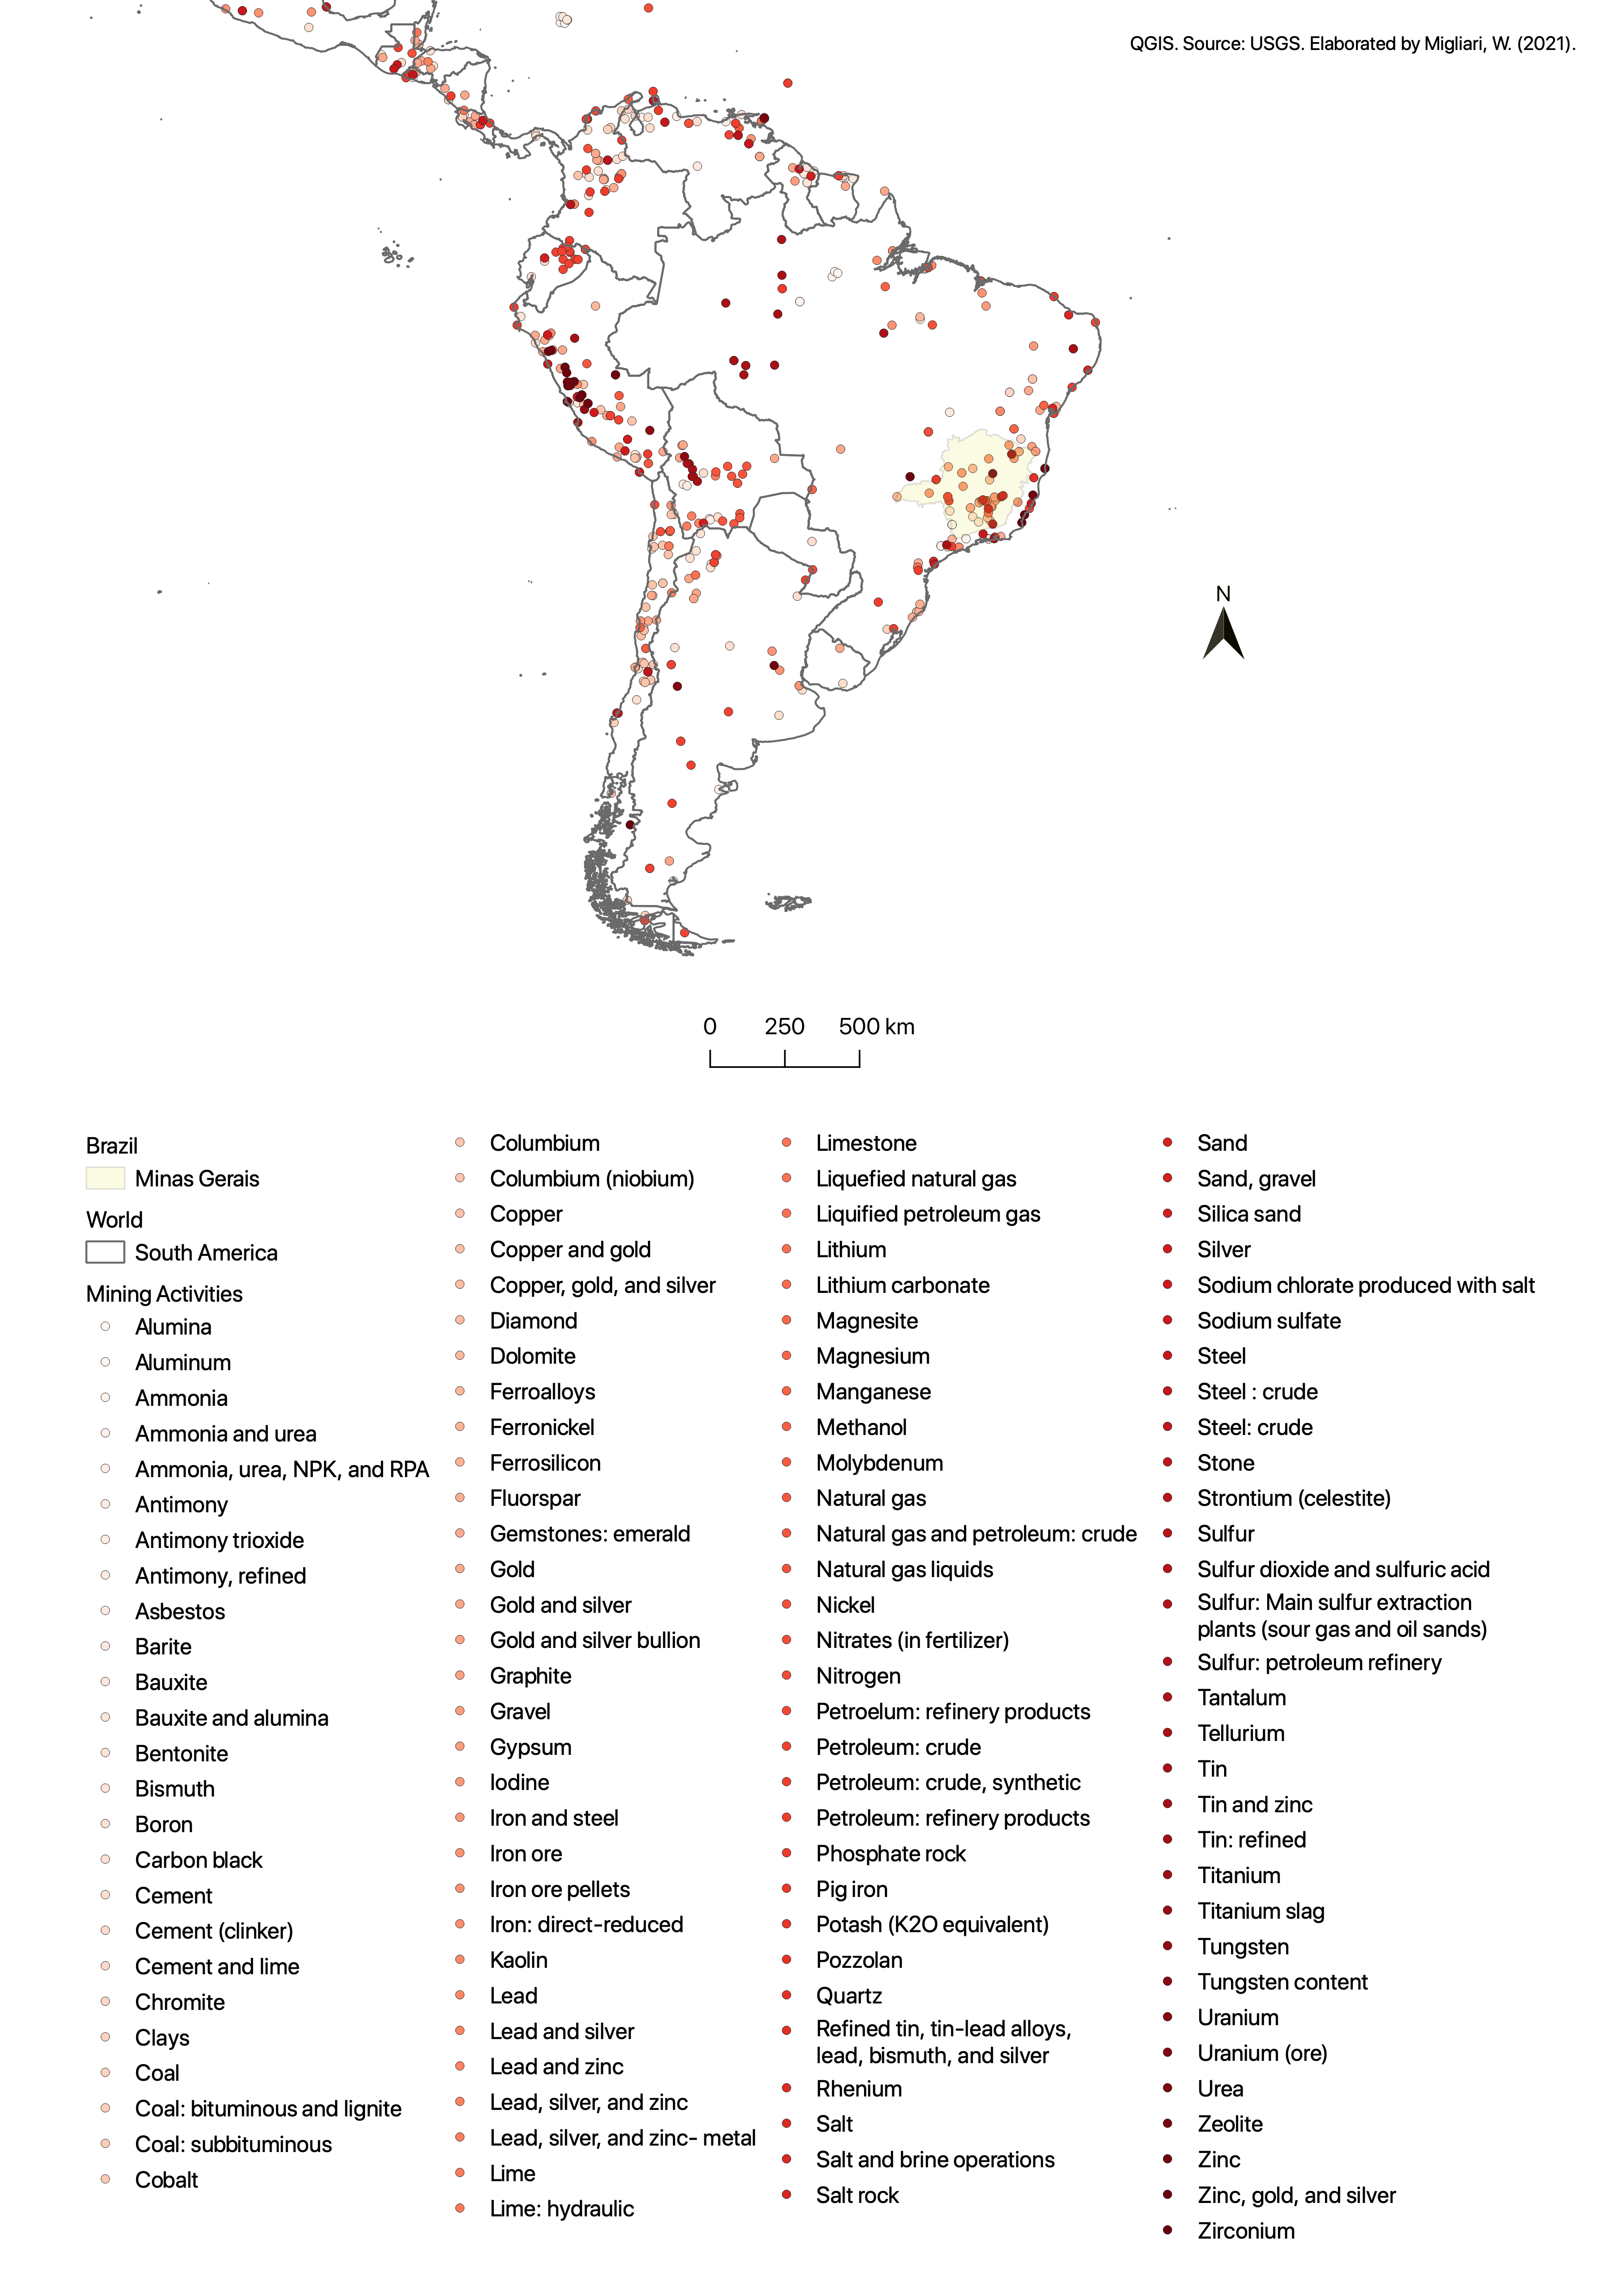 QGIS. Source: USGS. Elaborated by Migliari, W. (2021).
N
0 250 500 km
Brazil
Minas Gerais
World
South America
Mining Activities
Alumina
Aluminum
Ammonia
Ammonia and urea
Ammonia, urea, NPK, and RPA
Antimony
Antimony trioxide
Antimony, refined
Asbestos
Barite
Bauxite
Bauxite and alumina
Bentonite
Bismuth
Boron
Carbon black
Cement
Cement (clinker)
Cement and lime
Chromite
Clays
Coal
Coal: bituminous and lignite
Coal: subbituminous
Cobalt
Columbium
Columbium (niobium)
Copper
Copper and gold
Copper, gold, and silver
Diamond
Dolomite
Ferroalloys
Ferronickel
Ferrosilicon
Fluorspar
Gemstones: emerald
Gold
Gold and silver
Gold and silver bullion
Graphite
Gravel
Gypsum
Iodine
Iron and steel
Iron ore
Iron ore pellets
Iron: direct-reduced
Kaolin
Lead
Lead and silver
Lead and zinc
Lead, silver, and zinc
Lead, silver, and zinc- metal
Lime
Lime: hydraulic
Limestone
Liquefied natural gas
Liquified petroleum gas
Lithium
Lithium carbonate
Magnesite
Magnesium
Manganese
Methanol
Molybdenum
Natural gas
Natural gas and petroleum: crude
Natural gas liquids
Nickel
Nitrates (in fertilizer)
Nitrogen
Petroelum: refinery products
Petroleum: crude
Petroleum: crude, synthetic
Petroleum: refinery products
Phosphate rock
Pig iron
Potash (K2O equivalent)
Pozzolan
Quartz
Refined tin, tin-lead alloys,
lead, bismuth, and silver
Rhenium
Salt
Salt and brine operations
Salt rock
Sand
Sand, gravel
Silica sand
Silver
Sodium chlorate produced with salt
Sodium sulfate
Steel
Steel : crude
Steel: crude
Stone
Strontium (celestite)
Sulfur
Sulfur dioxide and sulfuric acid
Sulfur: Main sulfur extraction
plants (sour gas and oil sands)
Sulfur: petroleum refinery
Tantalum
Tellurium
Tin
Tin and zinc
Tin: refined
Titanium
Titanium slag
Tungsten
Tungsten content
Uranium
Uranium (ore)
Urea
Zeolite
Zinc
Zinc, gold, and silver
Zirconium